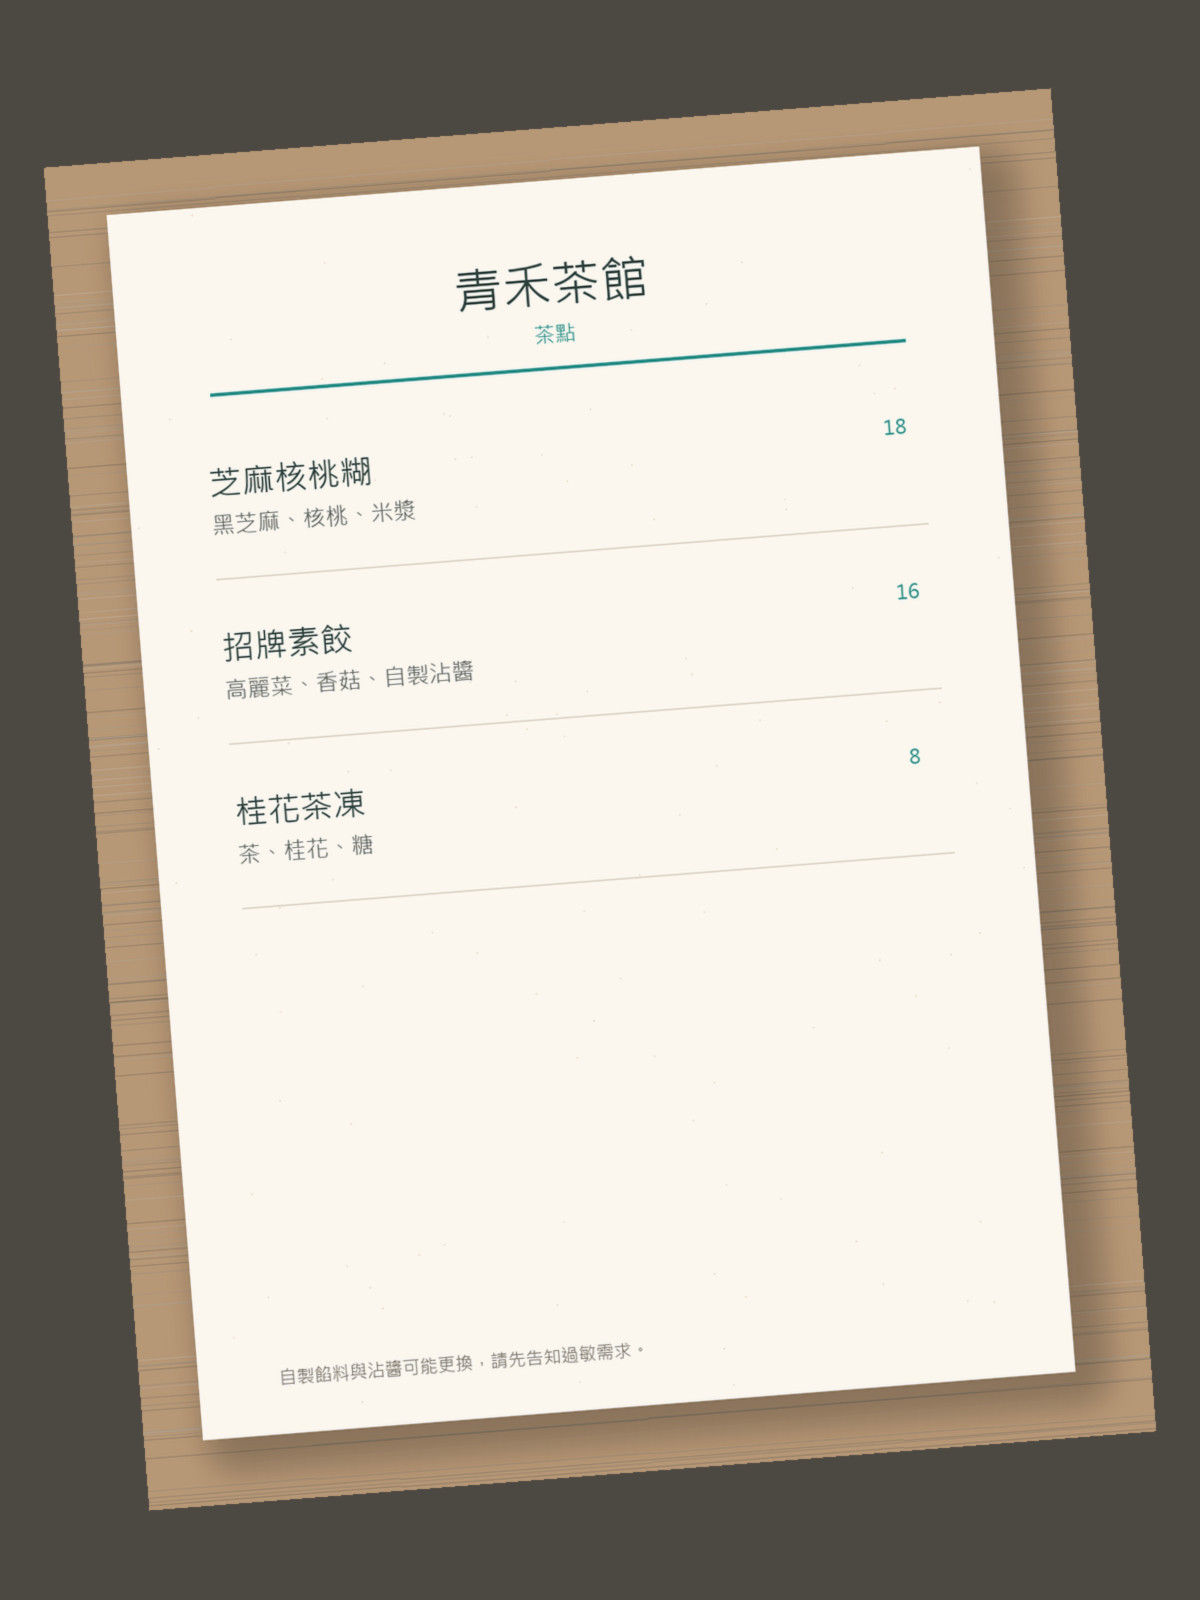 青禾茶館
茶點
芝麻核桃糊 18
黑芝麻、核桃、米漿
招牌素餃 16
高麗菜、香菇、自製沾醬
桂花茶凍 8
茶、桂花、糖
自製餡料與沾醬可能更換，請先告知過敏需求。